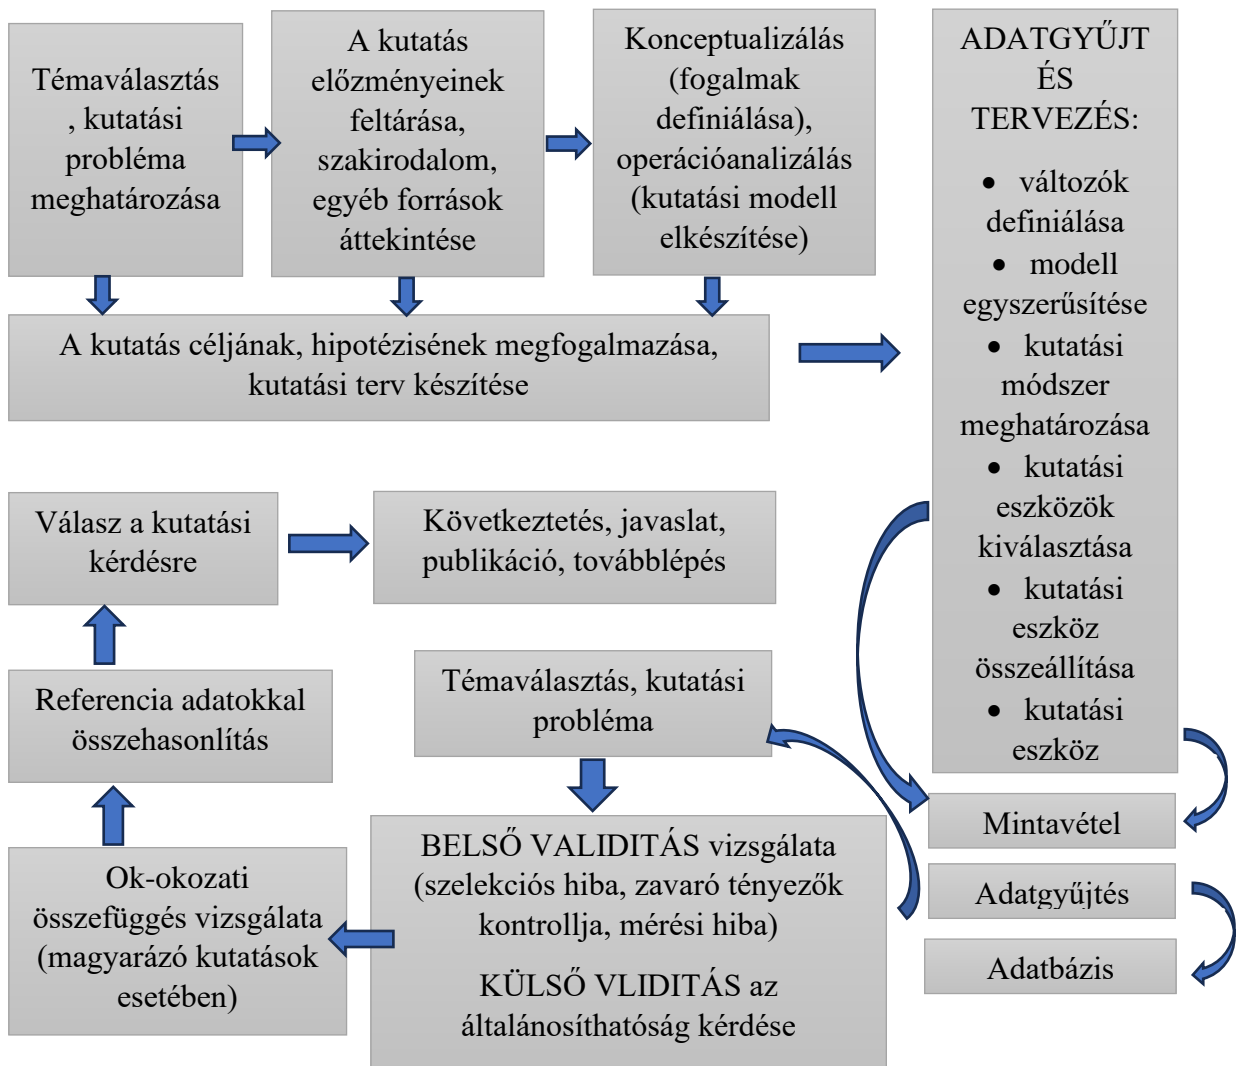 Témaválasztás
, kutatási
probléma
meghatározása
A kutatás
előzményeinek
feltárása,
szakirodalom,
egyéb források
áttekintése
Konceptualizálás
(fogalmak
definiálása),
operációanalizálás
(kutatási modell
elkészítése)
A kutatás céljának, hipotézisének megfogalmazása,
kutatási terv készítése
ADATGYŰJT
ÉS
TERVEZÉS:
• változók
definiálása
• modell
egyszerűsítése
• kutatási
módszer
meghatározása
• kutatási
eszközök
kiválasztása
• kutatási
eszköz
összeállítása
• kutatási
eszköz
Mintavétel
Adatgyűjtés
Adatbázis
Témaválasztás, kutatási
probléma
BELSŐ VALIDITÁS vizsgálata
(szelekciós hiba, zavaró tényezők
kontrollja, mérési hiba)
KÜLSŐ VLIDITÁS az
általánosíthatóság kérdése
Ok-okozati
összefüggés vizsgálata
(magyarázó kutatások
esetében)
Referencia adatokkal
összehasonlítás
Válasz a kutatási
kérdésre
Következtetés, javaslat,
publikáció, továbblépés